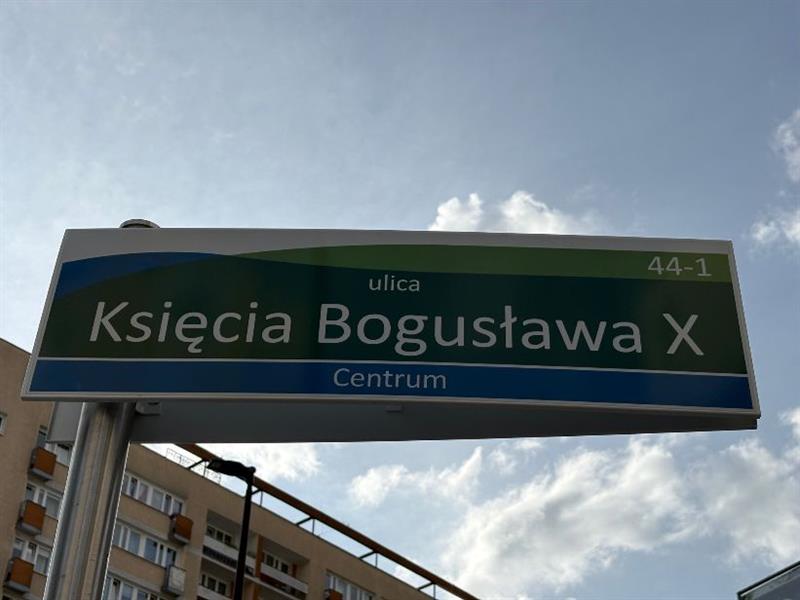 44-1
ulica
Księcia Bogusława X
Centrum